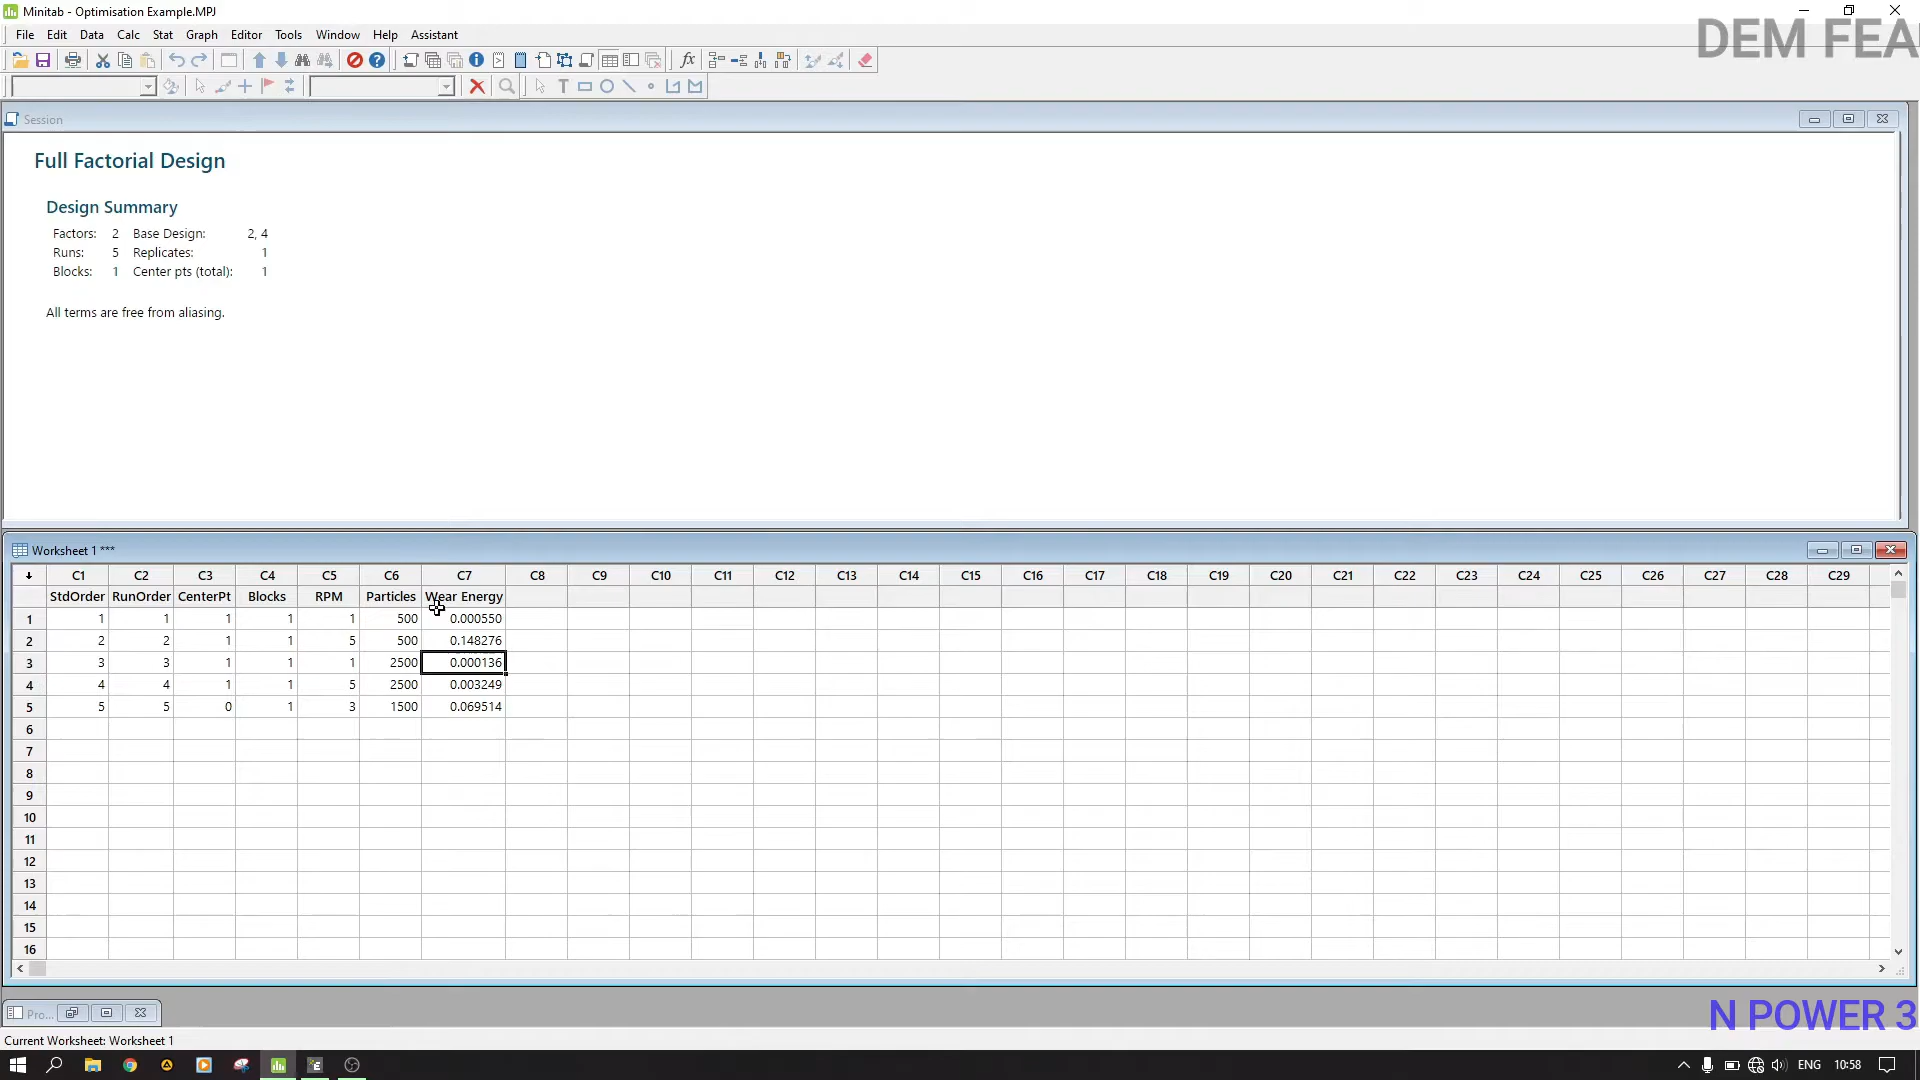 Minitab - Optimisation Example.MPJ
DEM FEA
File Edit Data Calc Stat Graph Editor Tools Window Help Assistant
Session
Full Factorial Design
Design Summary
Factors: 2 Base Design: 2, 4
Runs: 5 Replicates: 1
Blocks: 1 Center pts (total): 1
All terms are free from aliasing.
Worksheet 1 ***
C1 C2 C3 C4 C5 C6 C7 C8 C9 C10 C11 C12 C13 C14 C15 C16 C17 C18 C19 C20 C21 C22 C23 C24 C25 C26 C27 C28 C29
StdOrder RunOrder CenterPt Blocks RPM Particles Wear Energy
1 1 1 1 1 1 500 0.000550
2 2 2 1 1 5 500 0.148276
3 3 3 1 1 1 2500 0.000136
4 4 4 1 1 5 2500 0.003249
5 5 5 0 1 3 1500 0.069514
6
7
8
9
10
11
12
13
14
15
16
Pro...
N POWER 3
Current Worksheet: Worksheet 1
ENG 10:58